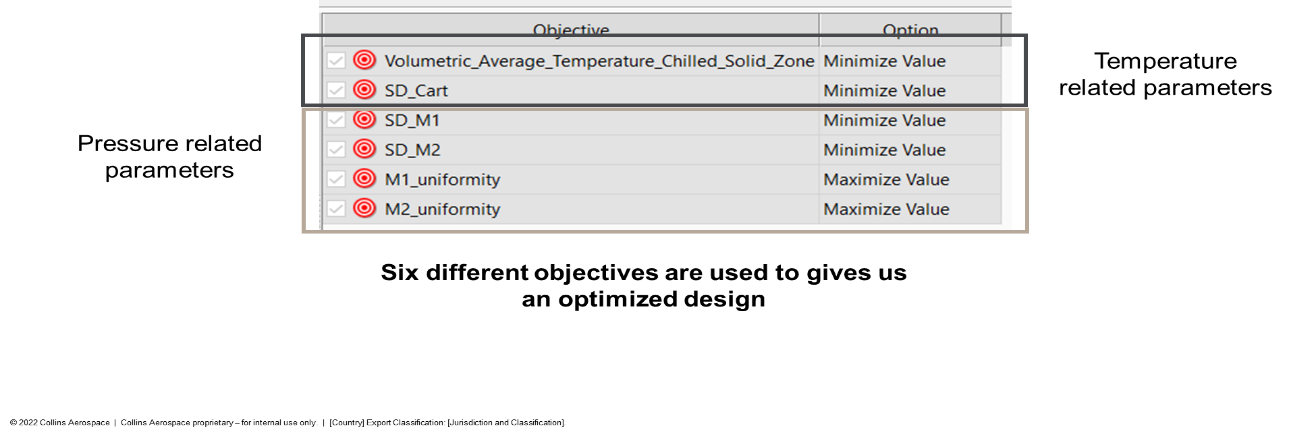 Objective Option
Volumetric_Average_Temperature_Chilled_Solid_Zone Minimize Value
SD_Cart Minimize Value
SD_M1 Minimize Value
SD_M2 Minimize Value
M1_uniformity Maximize Value
M2_uniformity Maximize Value
Temperature
related parameters
Pressure related
parameters
Six different objectives are used to gives us
an optimized design
© 2022 Collins Aerospace | Collins Aerospace proprietary – for internal use only. | [Country] Export Classification: [Jurisdiction and Classification]